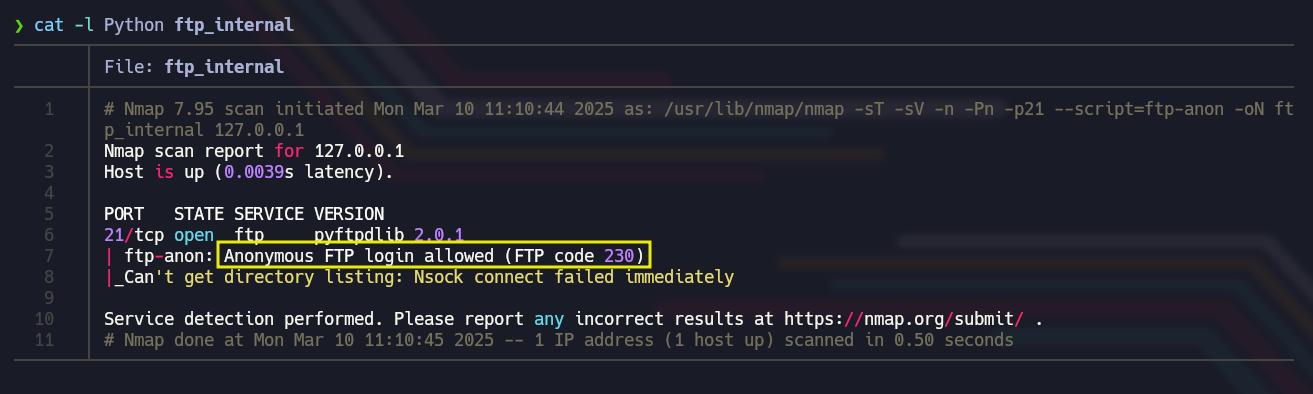 ❯ cat -l Python ftp_internal
File: ftp_internal
1 # Nmap 7.95 scan initiated Mon Mar 10 11:10:44 2025 as: /usr/lib/nmap/nmap -sT -sV -n -Pn -p21 --script=ftp-anon -oN ft
p_internal 127.0.0.1
2 Nmap scan report for 127.0.0.1
3 Host is up (0.0039s latency).
4
5 PORT   STATE SERVICE VERSION
6 21/tcp open  ftp     pyftpdlib 2.0.1
7 | ftp-anon: Anonymous FTP login allowed (FTP code 230)
8 |_Can't get directory listing: Nsock connect failed immediately
9
10 Service detection performed. Please report any incorrect results at https://nmap.org/submit/ .
11 # Nmap done at Mon Mar 10 11:10:45 2025 -- 1 IP address (1 host up) scanned in 0.50 seconds